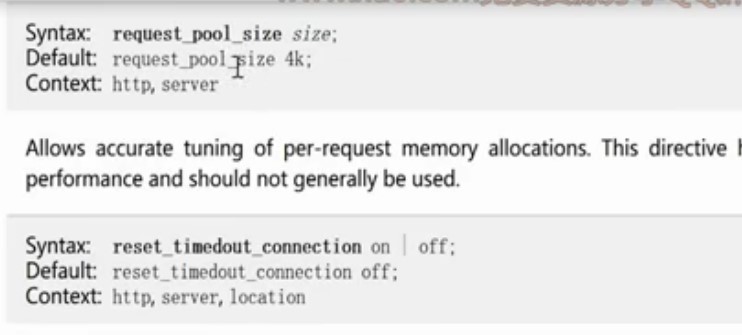 Syntax: request_pool_size size;
Default: request_pool_size 4k;
Context: http, server
Allows accurate tuning of per-request memory allocations. This directive
performance and should not generally be used.
Syntax: reset_timedout_connection on | off;
Default: reset_timedout_connection off;
Context: http, server, location